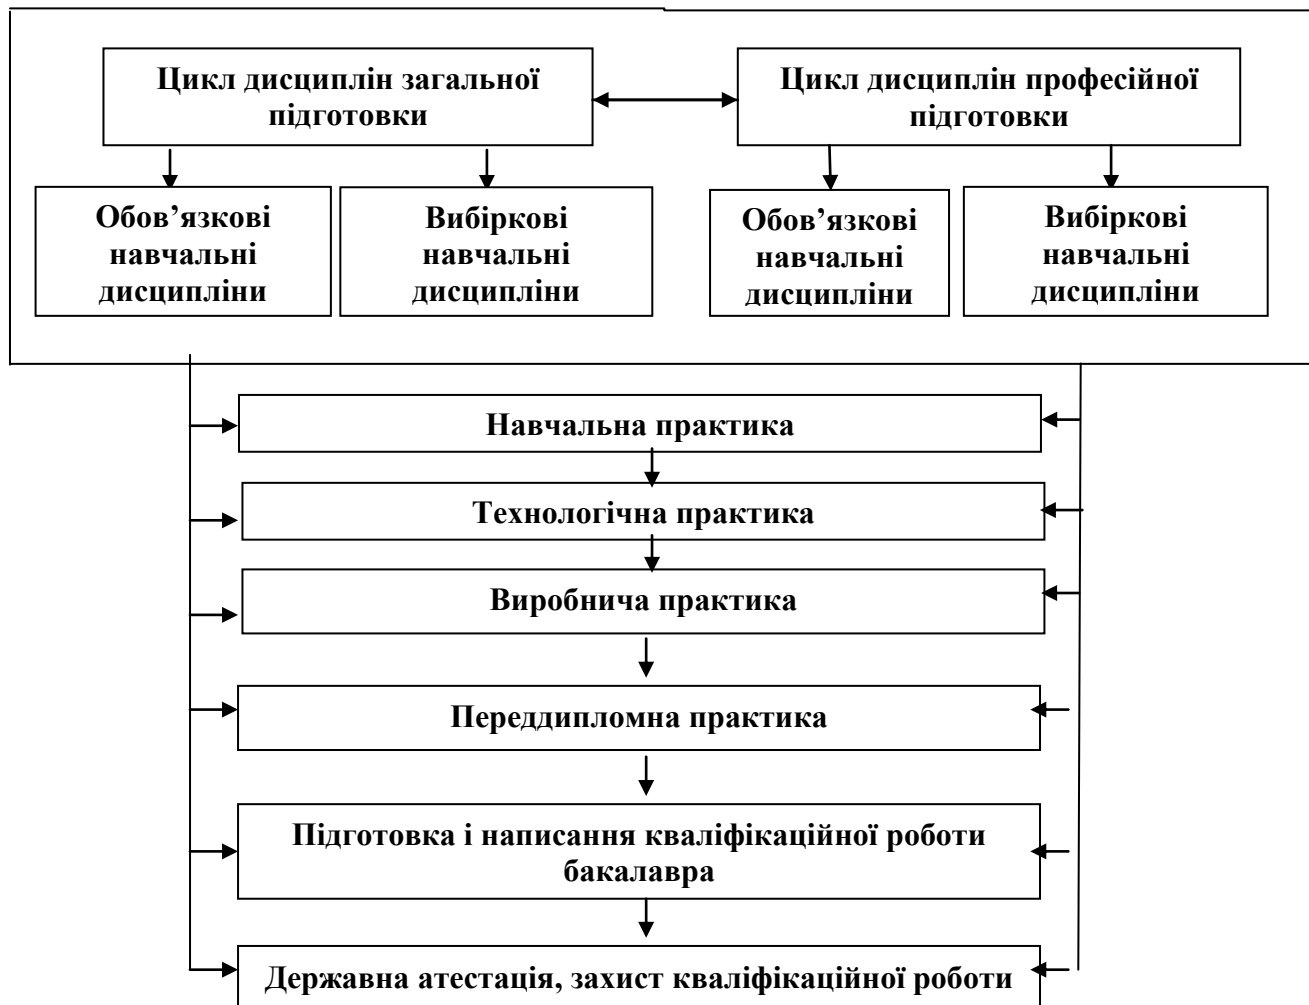 Цикл дисциплін загальної
підготовки
Цикл дисциплін професійної
підготовки
Обов’язкові
навчальні
дисципліни
Вибіркові
навчальні
дисципліни
Обов’язкові
навчальні
дисципліни
Вибіркові
навчальні
дисципліни
Навчальна практика
Технологічна практика
Виробнича практика
Переддипломна практика
Підготовка і написання кваліфікаційної роботи
бакалавра
Державна атестація, захист кваліфікаційної роботи